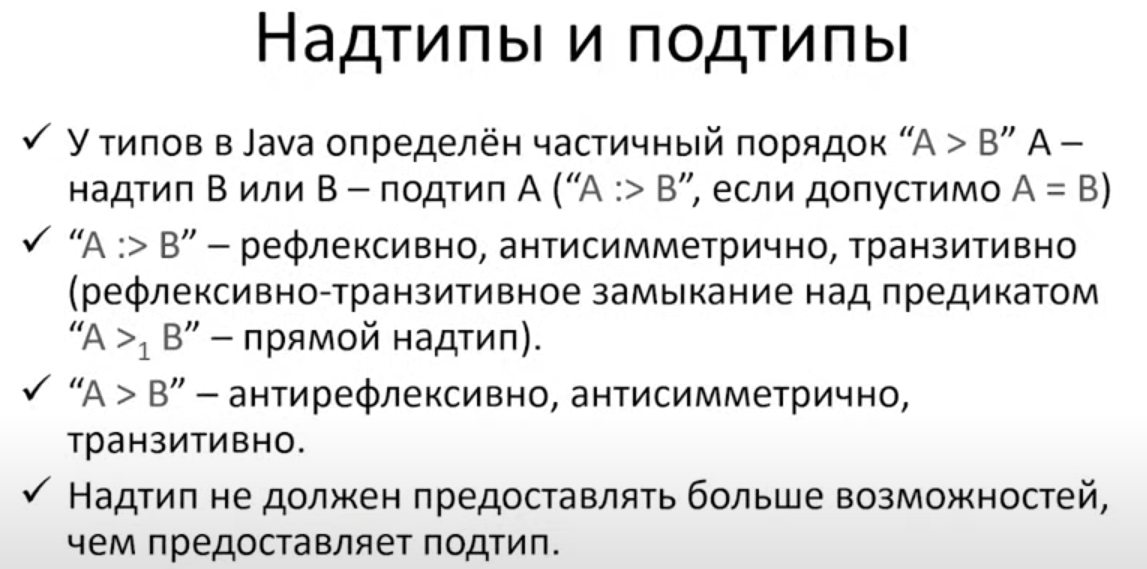 Надтипы и подтипы
✓ У типов в Java определён частичный порядок “A > B” A –
надтип B или B – подтип A (“A :> B”, если допустимо A = B)
✓ “A :> B” – рефлексивно, антисимметрично, транзитивно
(рефлексивно-транзитивное замыкание над предикатом
“A >₁ B” – прямой надтип).
✓ “A > B” – антирефлексивно, антисимметрично,
транзитивно.
✓ Надтип не должен предоставлять больше возможностей,
чем предоставляет подтип.